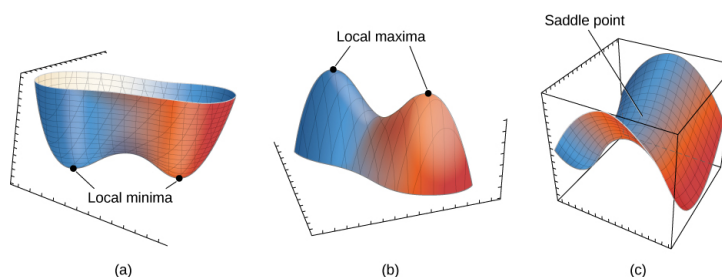 Saddle point
Local maxima
Local minima
(a)
(b)
(c)